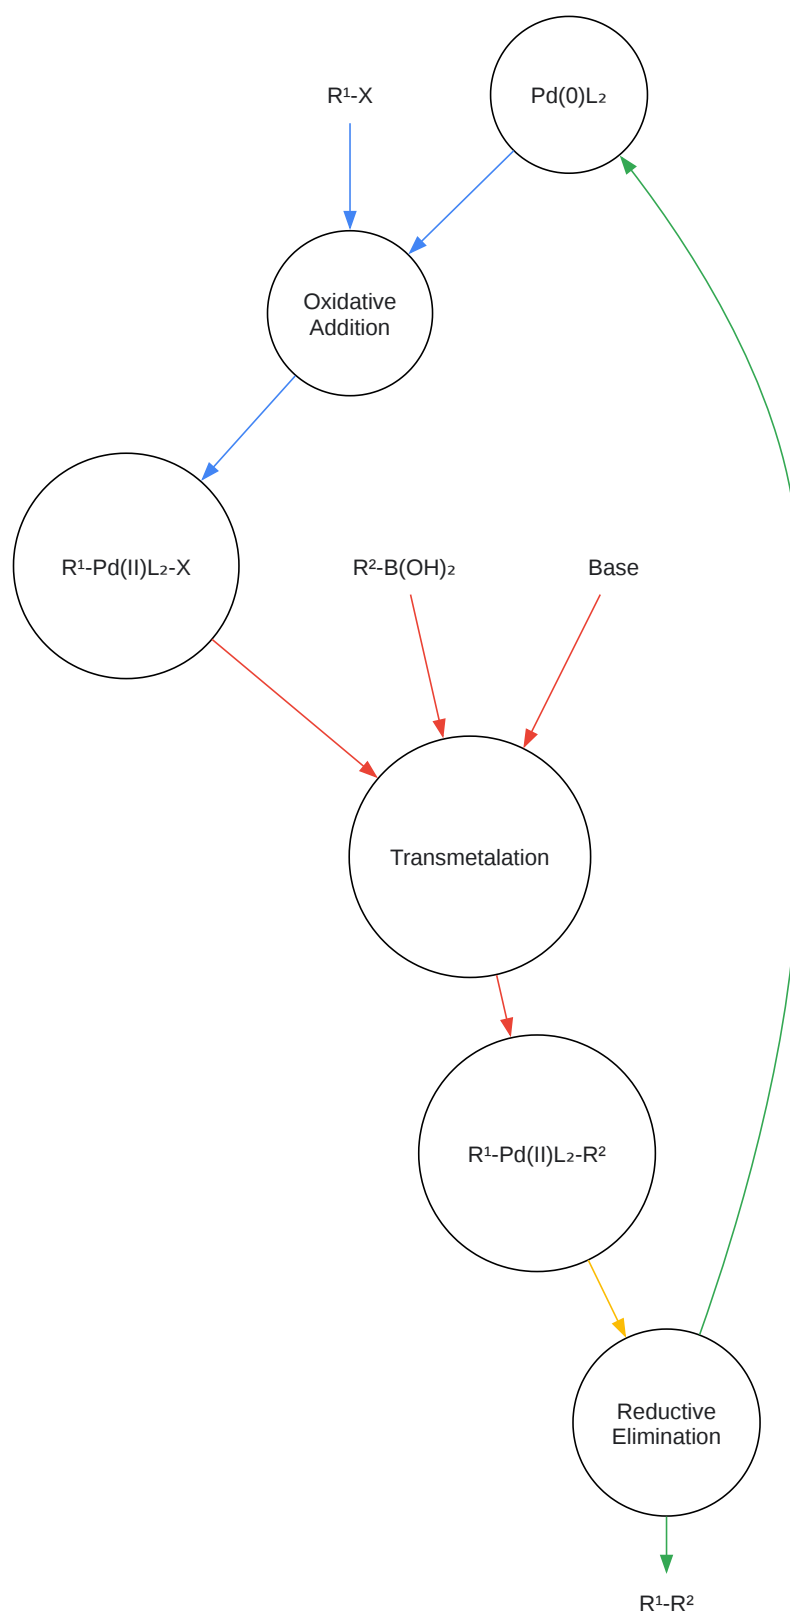 R¹-X
Pd(0)L₂
Oxidative
Addition
R¹-Pd(II)L₂-X
R²-B(OH)₂
Base
Transmetalation
R¹-Pd(II)L₂-R²
Reductive
Elimination
R¹-R²